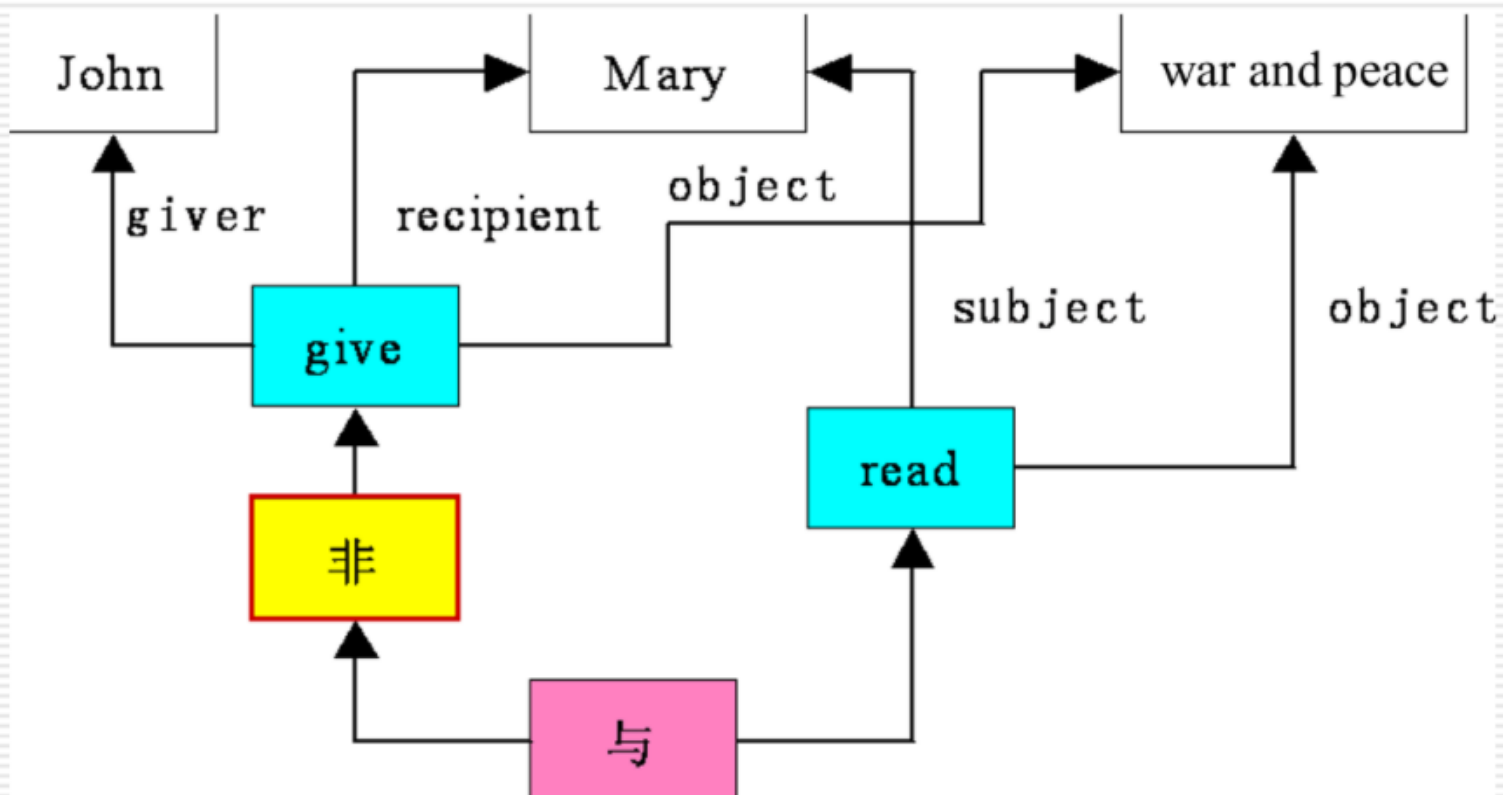 John
Mary
war and peace
giver
recipient
object
subject
object
give
read
非
与